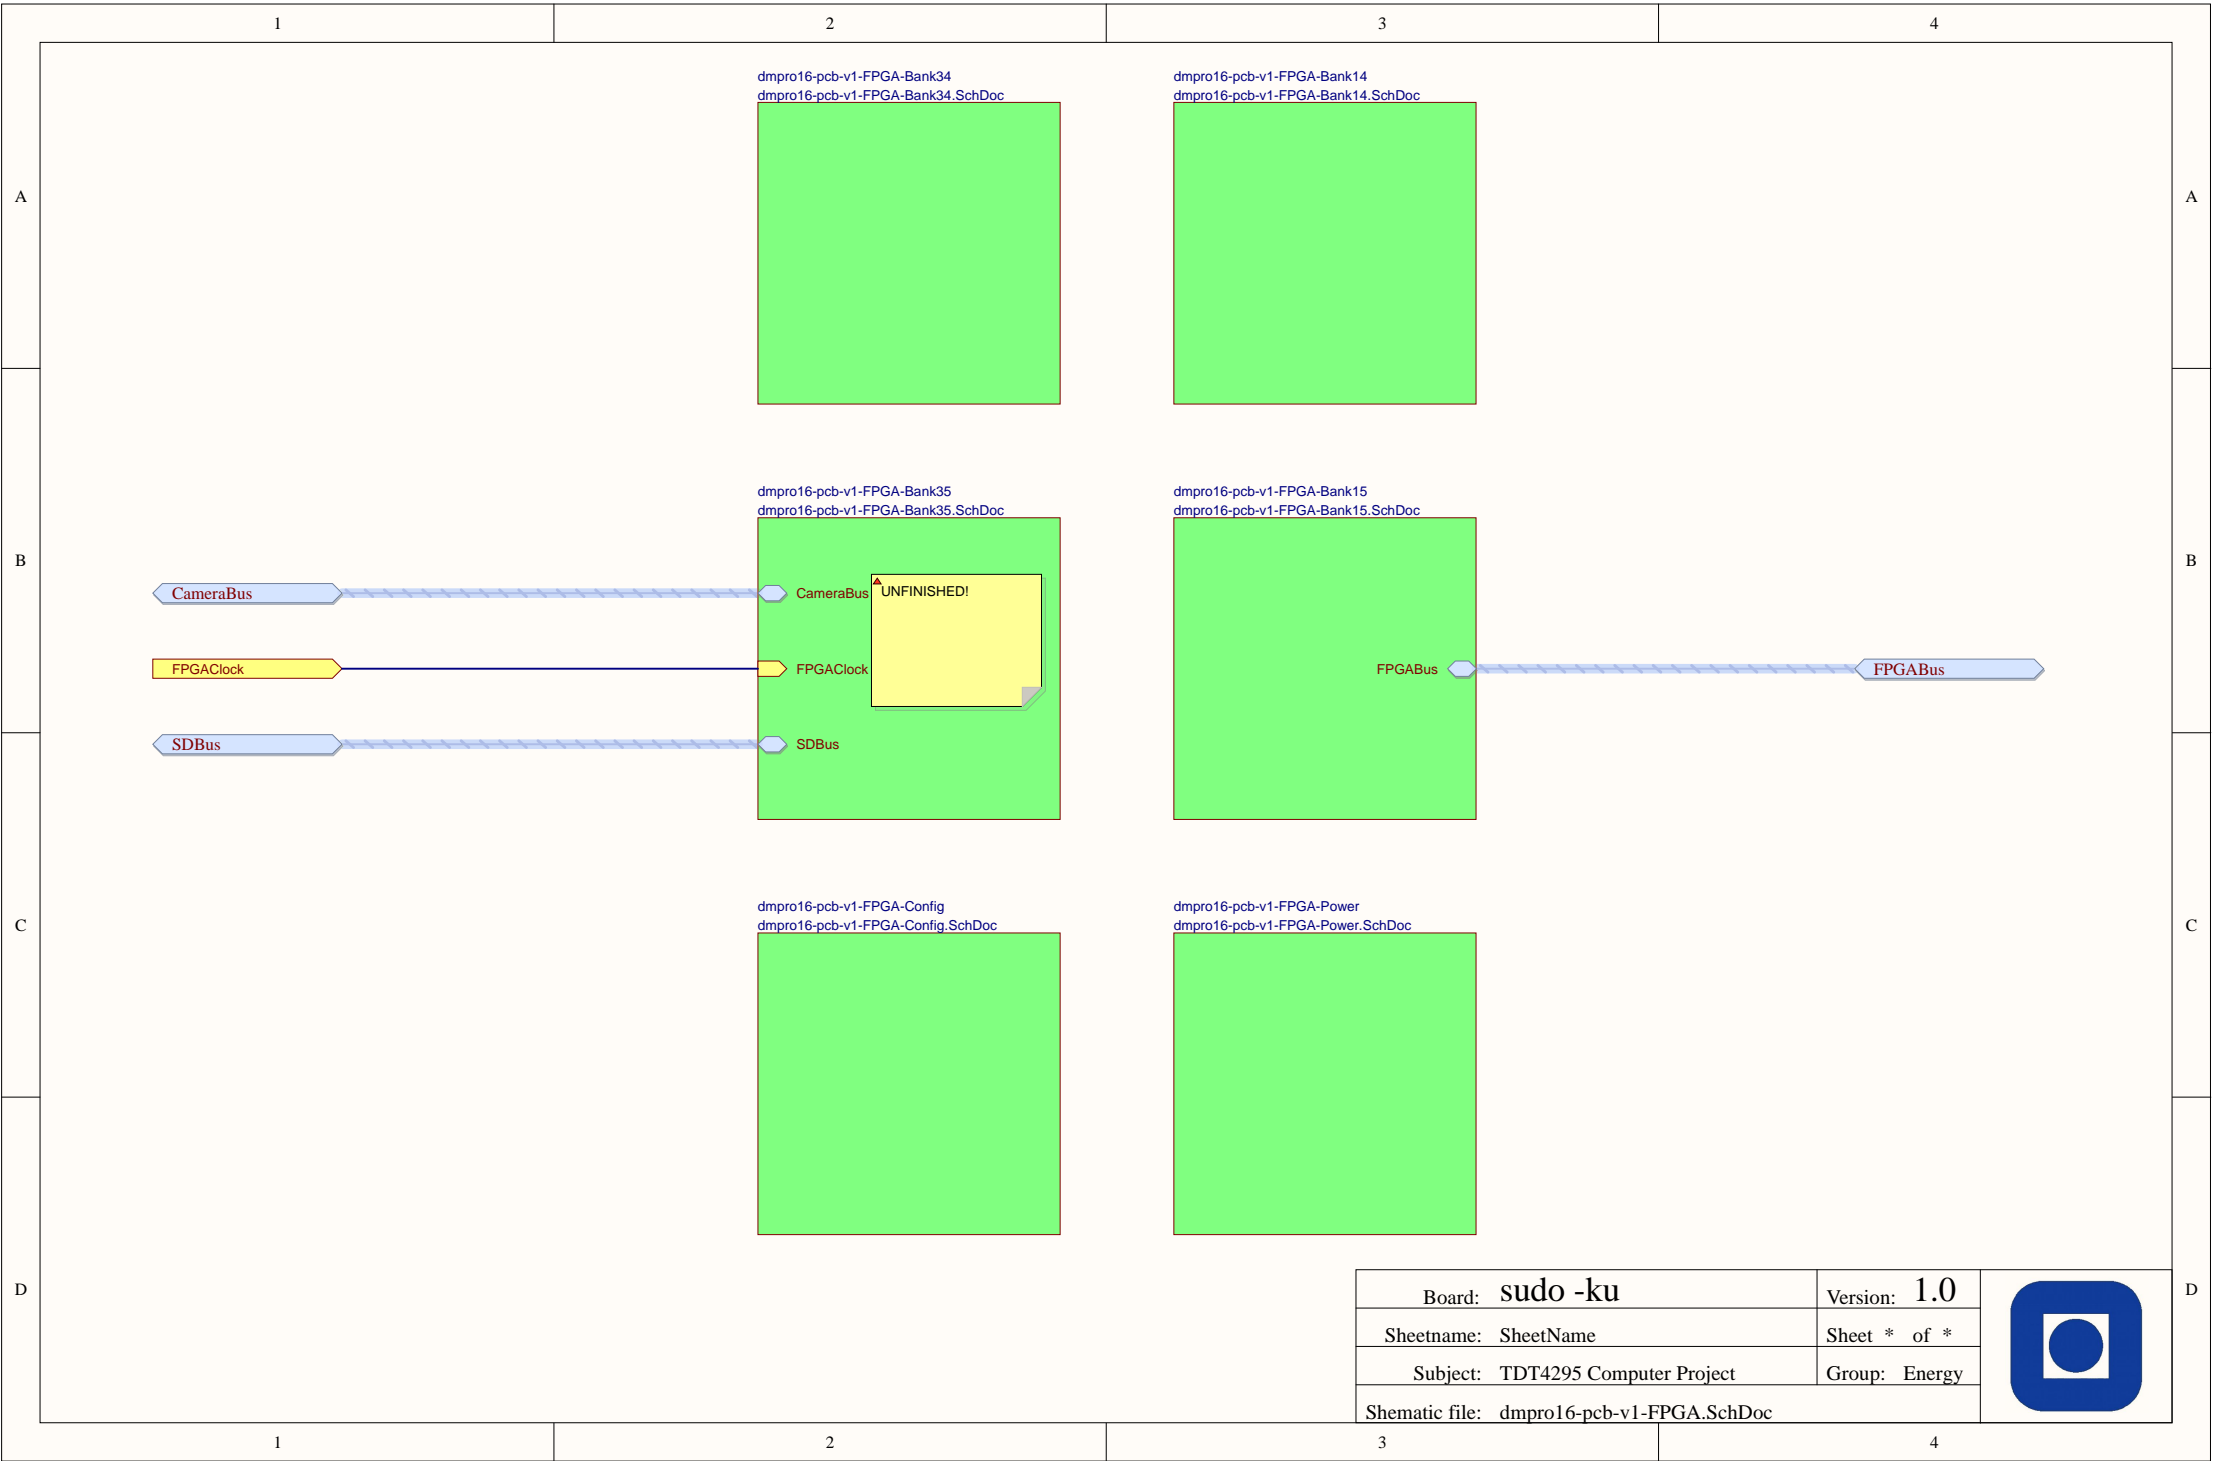 1 2 3 4
dmpro16-pcb-v1-FPGA-Bank34
dmpro16-pcb-v1-FPGA-Bank34.SchDoc
dmpro16-pcb-v1-FPGA-Bank14
dmpro16-pcb-v1-FPGA-Bank14.SchDoc
A A
dmpro16-pcb-v1-FPGA-Bank35
dmpro16-pcb-v1-FPGA-Bank35.SchDoc
dmpro16-pcb-v1-FPGA-Bank15
dmpro16-pcb-v1-FPGA-Bank15.SchDoc
B B
CameraBus CameraBus UNFINISHED!
FPGAClock FPGAClock FPGABus FPGABus
SDBus SDBus
dmpro16-pcb-v1-FPGA-Config
dmpro16-pcb-v1-FPGA-Config.SchDoc
dmpro16-pcb-v1-FPGA-Power
dmpro16-pcb-v1-FPGA-Power.SchDoc
C C
D D
Board: sudo -ku Version: 1.0
Sheetname: SheetName Sheet * of *
Subject: TDT4295 Computer Project Group: Energy
Shematic file: dmpro16-pcb-v1-FPGA.SchDoc
1 2 3 4